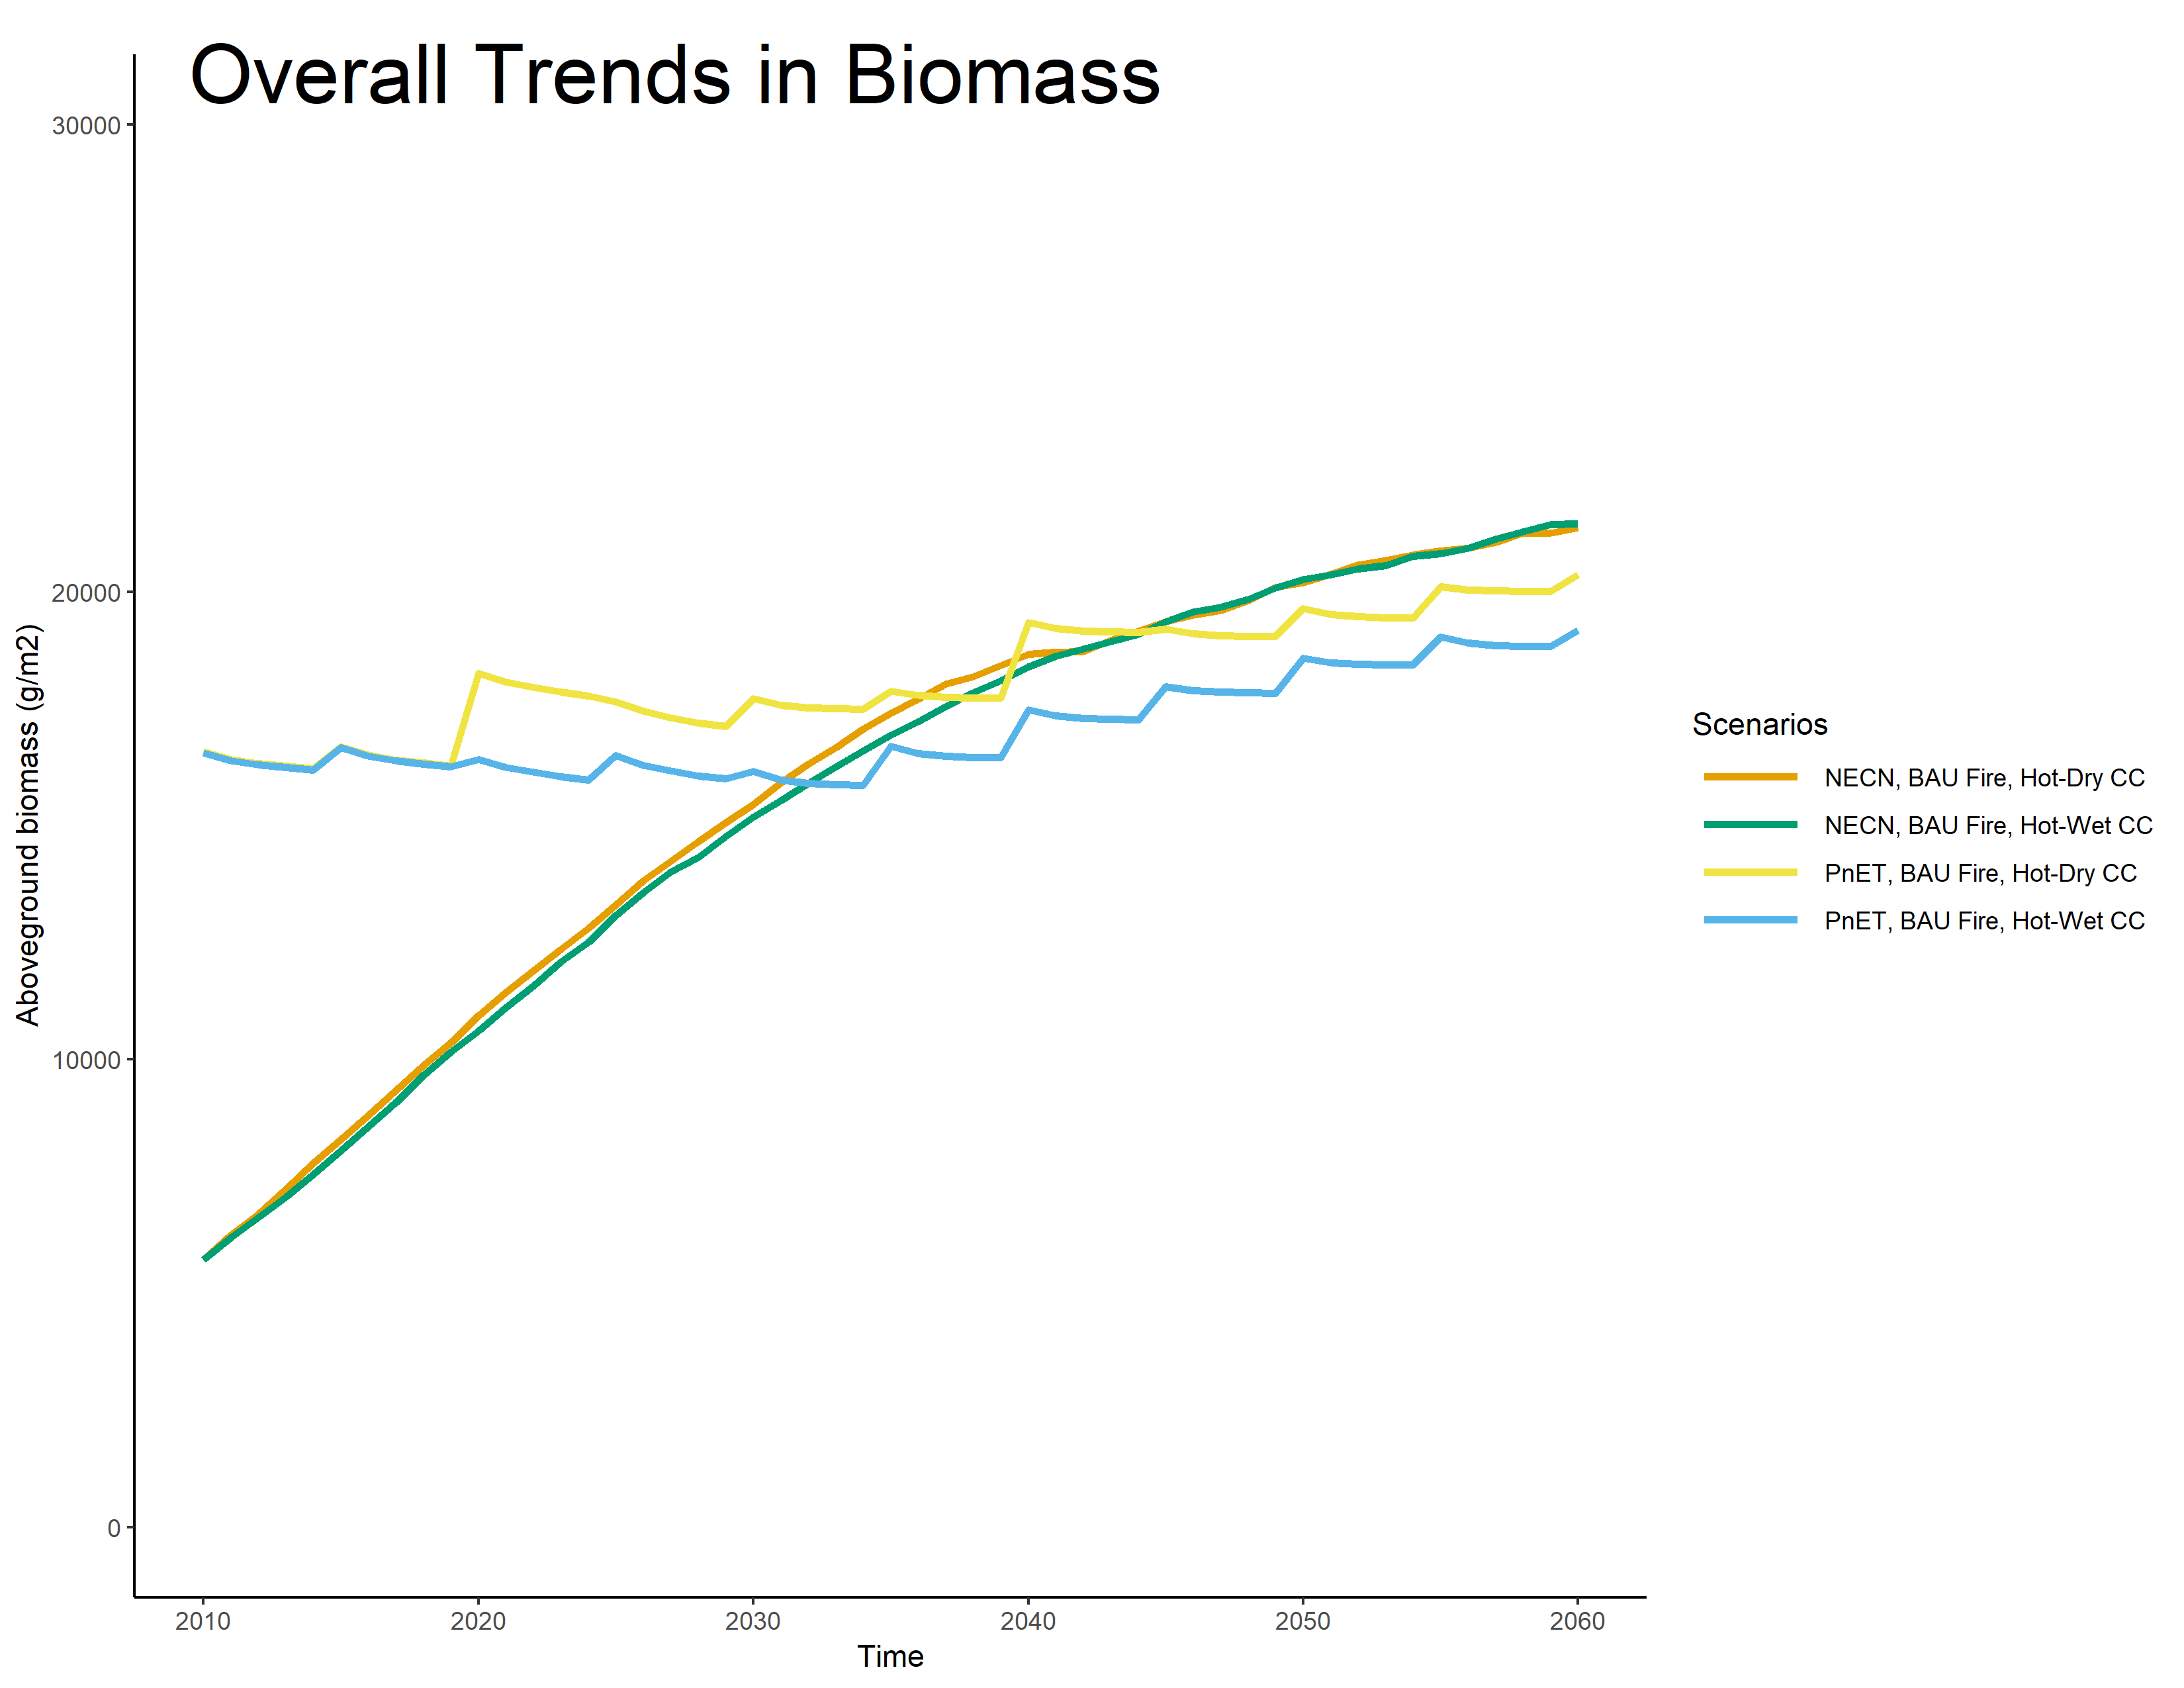 Overall Trends in Biomass
30000
20000
10000
0
Aboveground biomass (g/m2)
2010 2020 2030 2040 2050 2060
Time
Scenarios
NECN, BAU Fire, Hot-Dry CC
NECN, BAU Fire, Hot-Wet CC
PnET, BAU Fire, Hot-Dry CC
PnET, BAU Fire, Hot-Wet CC